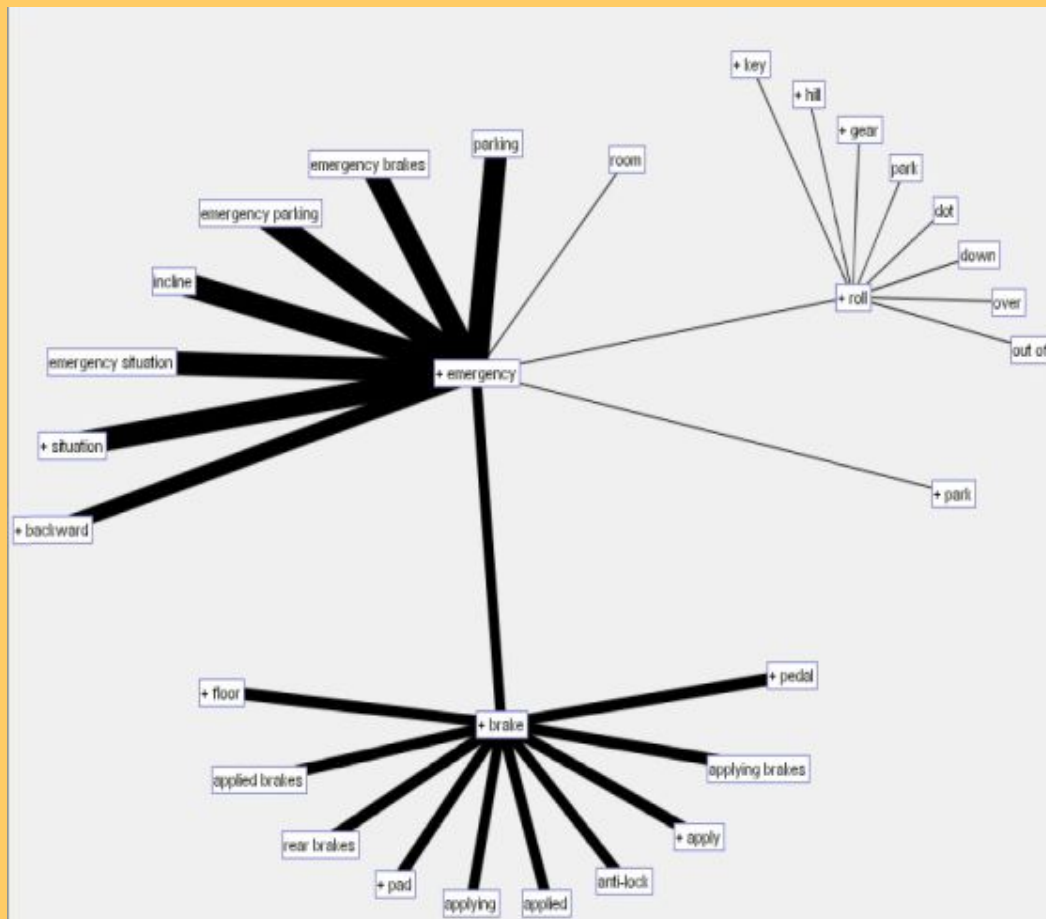 + key
+ hill
+ gear
parking
room
emergency brakes
park
emergency parking
dot
down
incline
+ roll
over
out of
emergency situation
+ emergency
+ situation
+ park
+ backward
+ pedal
+ floor
+ brake
applied brakes
applying brakes
rear brakes
+ apply
+ pad
anti-lock
applying
applied